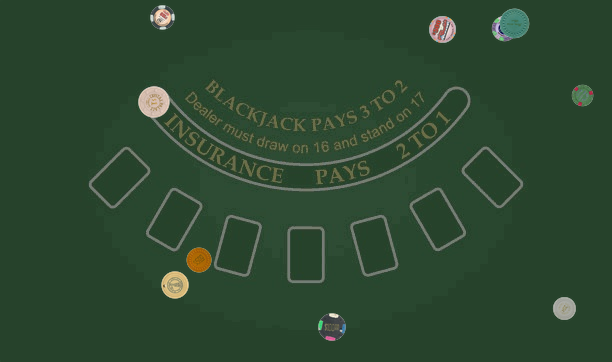 BLACKJACK PAYS 3 TO 2
Dealer must draw on 16 and stand on 17
INSURANCE PAYS 2 TO 1